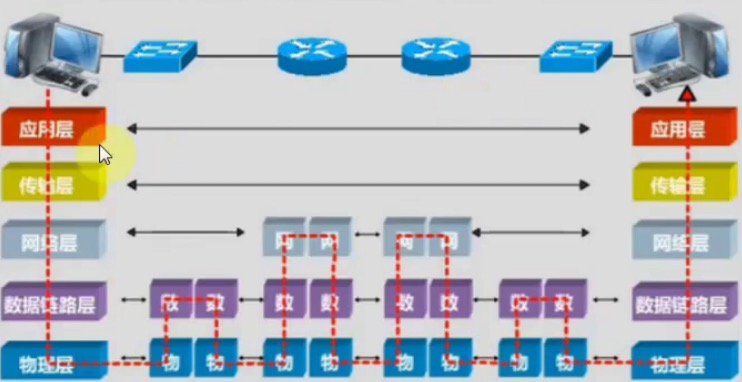 应用层 应用层
传输层 传输层
网络层 网 网 网 网 网络层
数据链路层 数 数 数 数 数 数 数 数 数据链路层
物理层 物 物 物 物 物 物 物 物 物理层